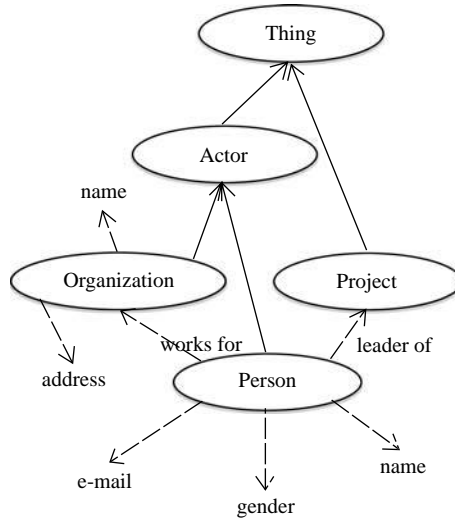 Thing
Actor
name
Organization
Project
works for
leader of
address
Person
name
e-mail
gender